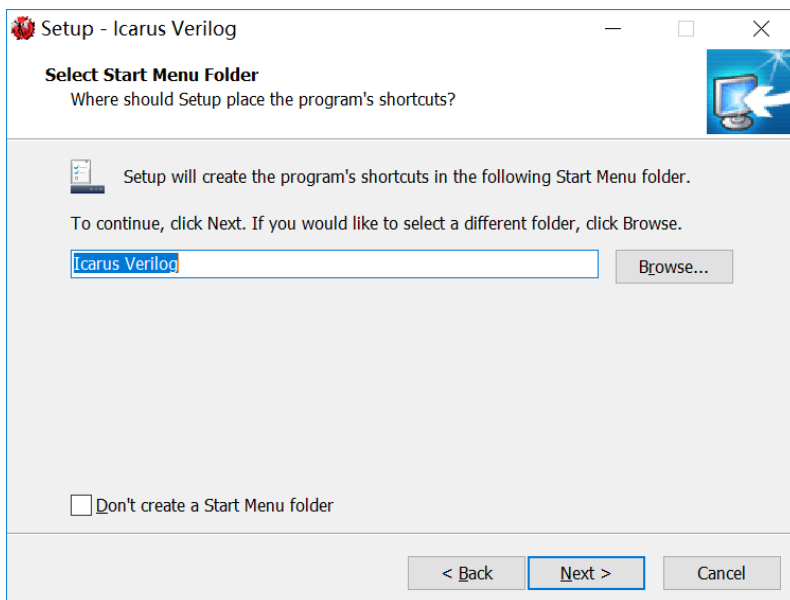 Setup - Icarus Verilog
Select Start Menu Folder
Where should Setup place the program's shortcuts?
Setup will create the program's shortcuts in the following Start Menu folder.
To continue, click Next. If you would like to select a different folder, click Browse.
Icarus Verilog
Browse...
Don't create a Start Menu folder
< Back
Next >
Cancel